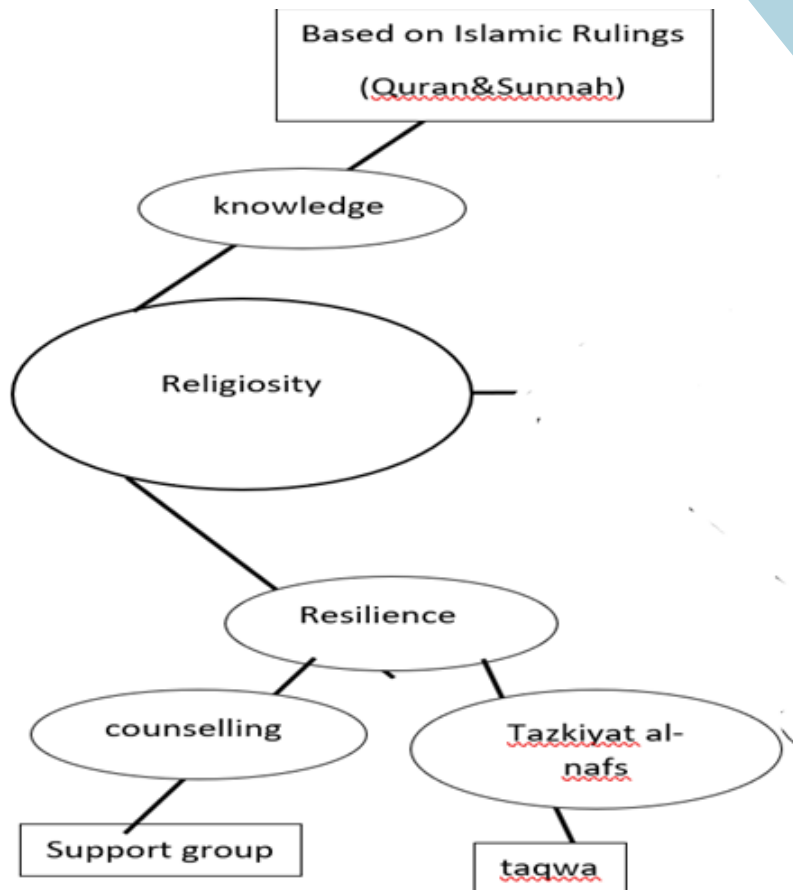 Based on Islamic Rulings
(Quran&Sunnah)
knowledge
Religiosity
Resilience
counselling
Tazkiyat al-
nafs
Support group
taqwa